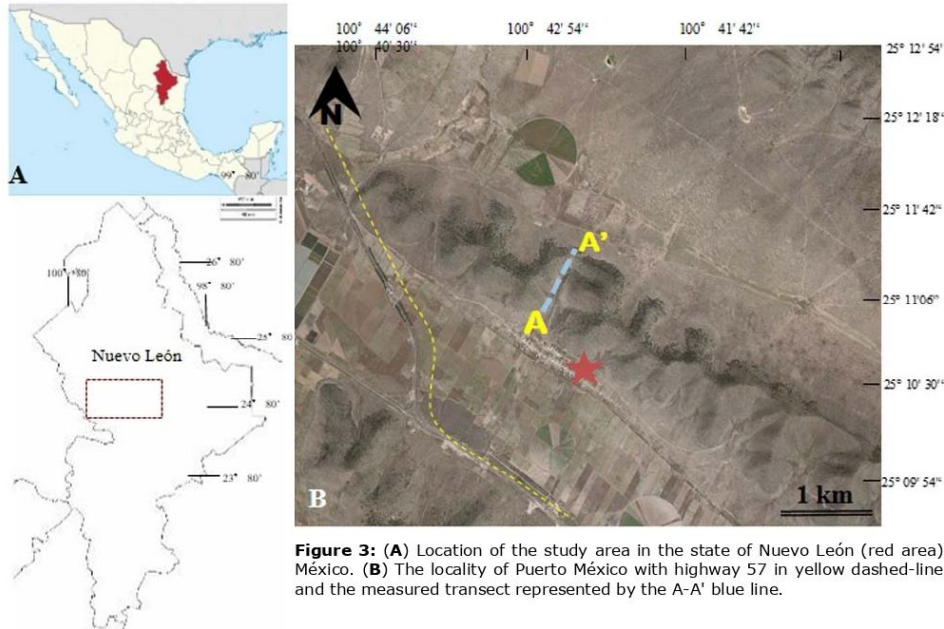 A
99° 80'
26° 80'
100° 80'
98° 80'
25° 80
Nuevo León
24° 80'
23° 80'
100° 44' 06'' 100° 42' 54'' 100° 41' 42''
100° 40' 30''
25° 12' 54''
N
25° 12' 18''
25° 11' 42''
A'
25° 11'06''
A
25° 10' 30''
25° 09' 54''
B
1 km
Figure 3: (A) Location of the study area in the state of Nuevo León (red area)
México. (B) The locality of Puerto México with highway 57 in yellow dashed-line
and the measured transect represented by the A-A' blue line.